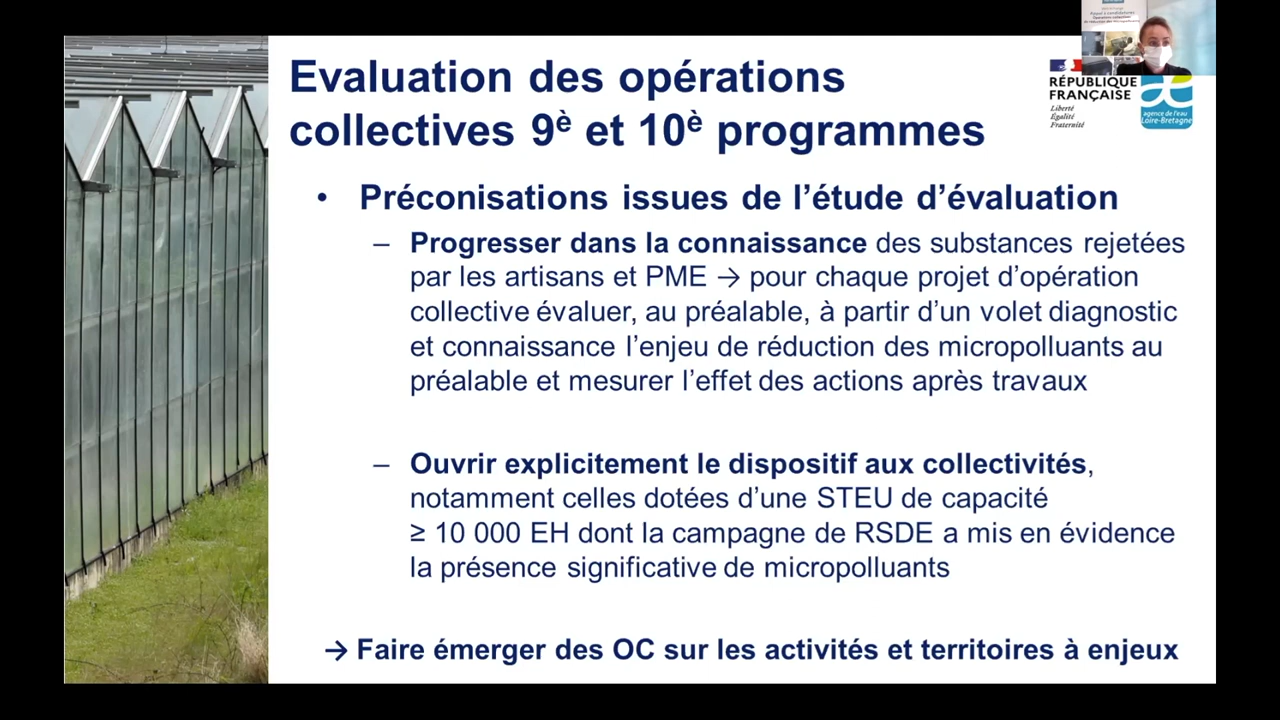 Evaluation des opérations
collectives 9è et 10è programmes
RÉPUBLIQUE
FRANÇAISE
Liberté
Égalité
Fraternité
agence de l'eau
Loire-Bretagne
• Préconisations issues de l’étude d’évaluation
– Progresser dans la connaissance des substances rejetées
par les artisans et PME → pour chaque projet d’opération
collective évaluer, au préalable, à partir d’un volet diagnostic
et connaissance l’enjeu de réduction des micropolluants au
préalable et mesurer l’effet des actions après travaux
– Ouvrir explicitement le dispositif aux collectivités,
notamment celles dotées d’une STEU de capacité
≥ 10 000 EH dont la campagne de RSDE a mis en évidence
la présence significative de micropolluants
→ Faire émerger des OC sur les activités et territoires à enjeux